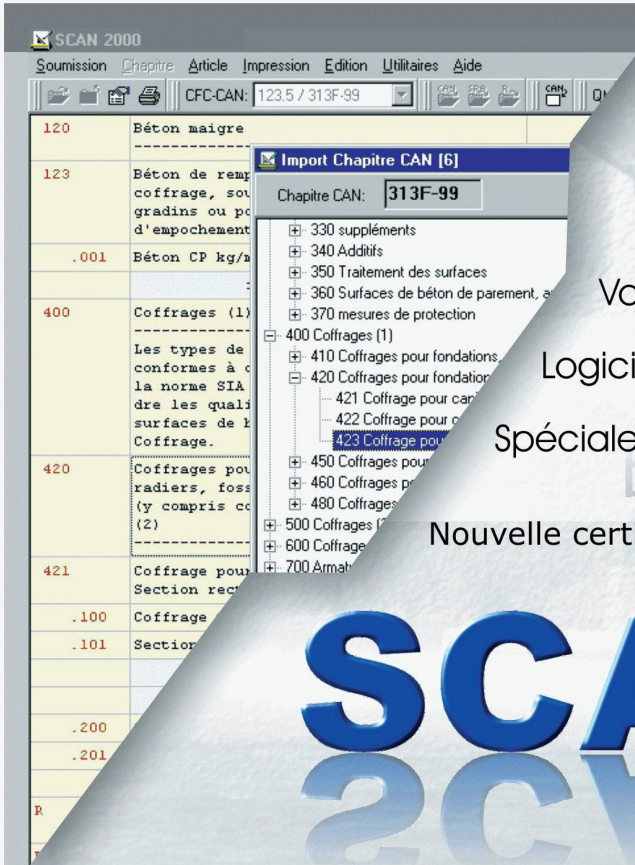 SCAN 2000
Soumission Chapitre Article Impression Edition Utilitaires Aide
CFC-CAN: 123.5 / 313F-99 CAN
120 Béton maigre
123 Béton de remp
coffrage, sou
gradins ou po
d'empochement
.001 Béton CP kg/m
400 Coffrages (1)
Les types de
conformes à c
la norme SIA
dre les quali
surfaces de b
Coffrage.
420 Coffrages pou
radiers, foss
(y compris co
(2)
421 Coffrage pour
Section rect
.100 Coffrage
.101 Section
.200
.201
R
Import Chapitre CAN [6]
Chapitre CAN: 313F-99
330 suppléments
340 Additifs
350 Traitement des surfaces
360 Surfaces de béton de parement, a
370 mesures de protection
400 Coffrages (1)
410 Coffrages pour fondations,
420 Coffrages pour fondation
421 Coffrage pour can
422 Coffrage pour c
423 Coffrage pou
450 Coffrages pour
460 Coffrages po
480 Coffrages
500 Coffrages (2
600 Coffrage
700 Armatu
Vo
Logici
Spéciale
Nouvelle cert
SCA